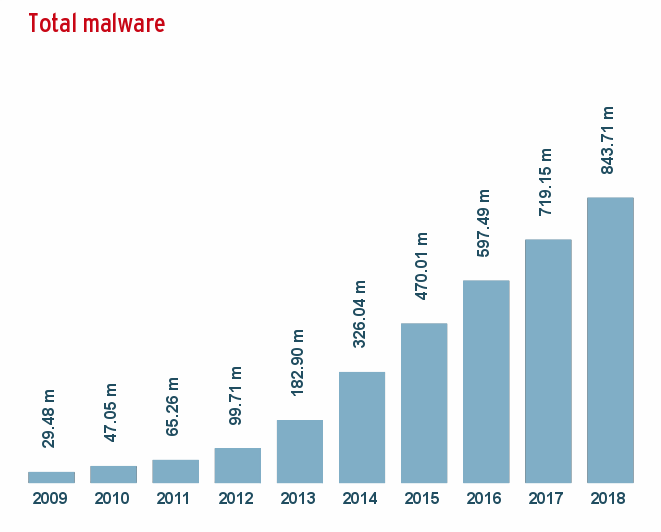 Total malware
29.48 m
47.05 m
65.26 m
99.71 m
182.90 m
326.04 m
470.01 m
597.49 m
719.15 m
843.71 m
2009
2010
2011
2012
2013
2014
2015
2016
2017
2018